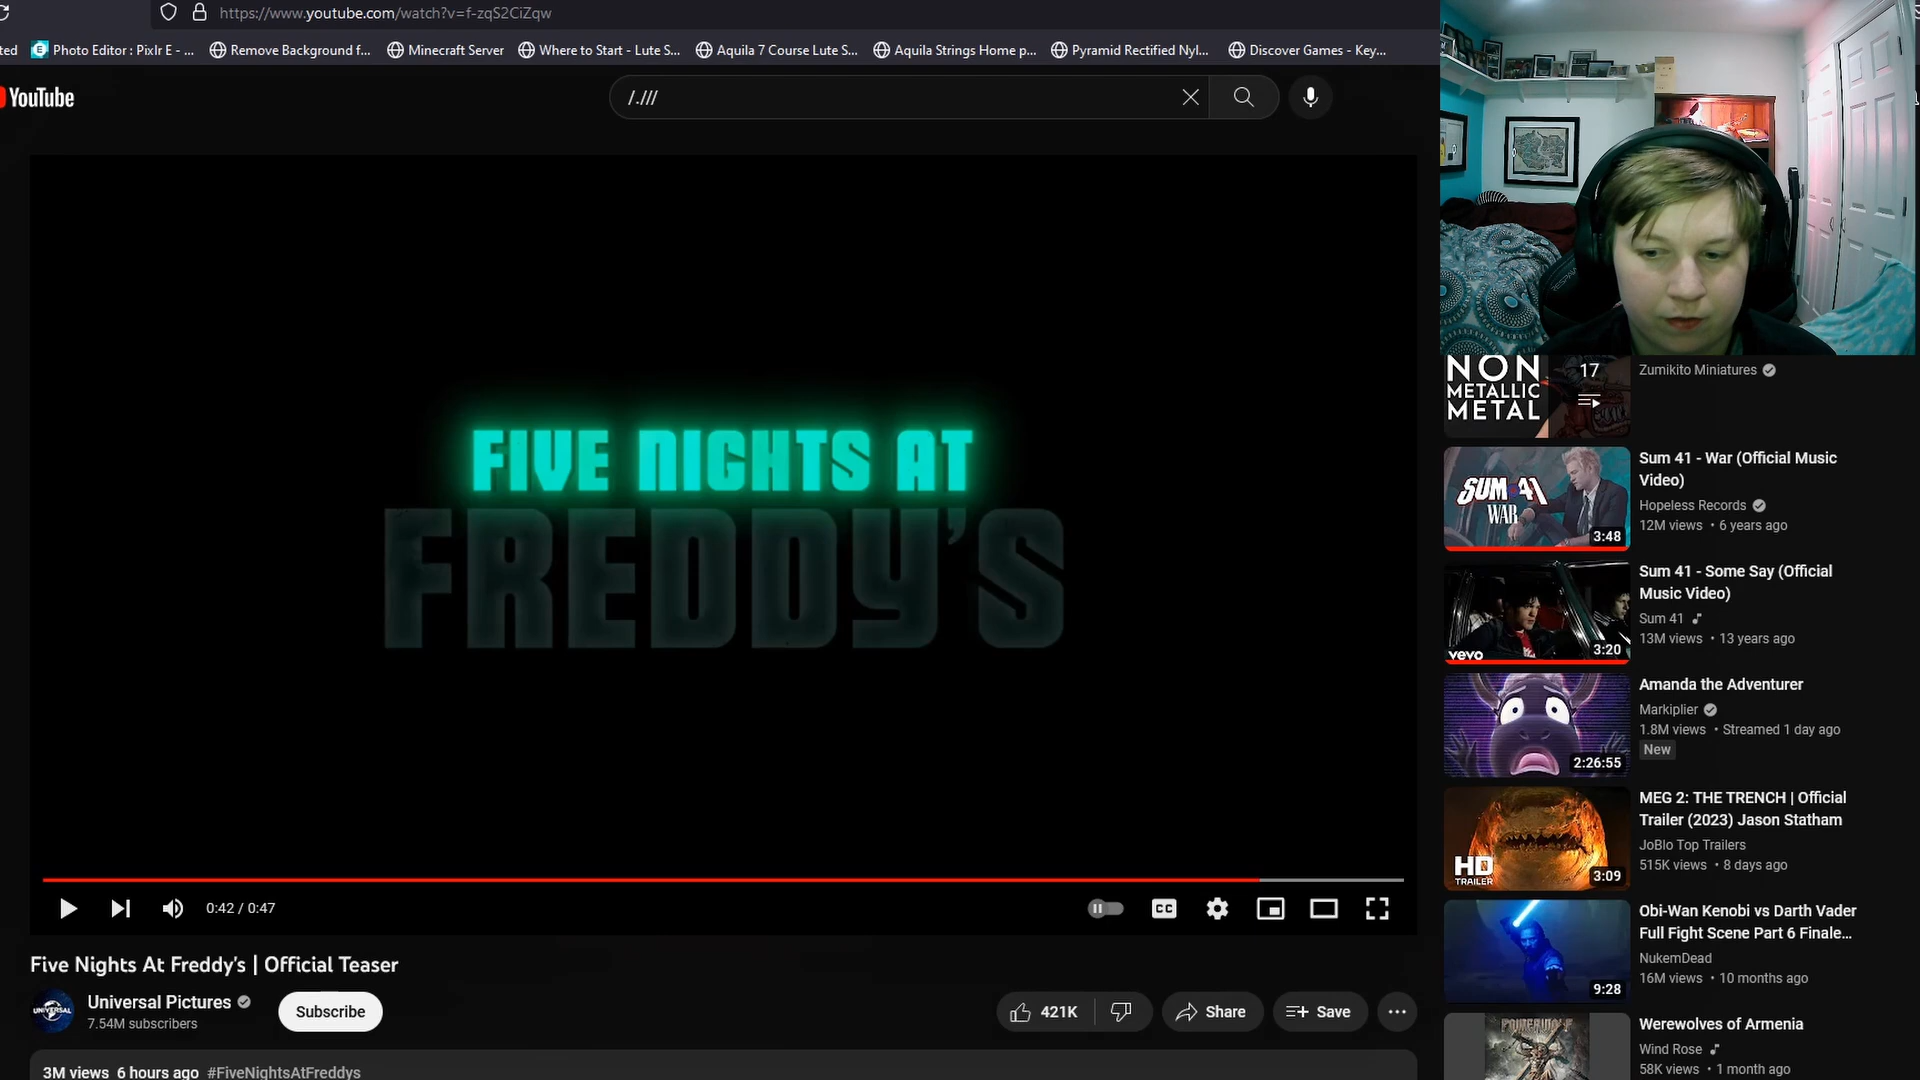 https://www.youtube.com/watch?v=f-zqS2CiZqw
ted Photo Editor : Pixlr E - ... Remove Background f... Minecraft Server Where to Start - Lute S... Aquila 7 Course Lute S... Aquila Strings Home p... Pyramid Rectified Nyl... Discover Games - Key...
YouTube
/.///
FIVE NIGHTS AT
FREDDY'S
0:42 / 0:47
CC
Five Nights At Freddy's | Official Teaser
UNIVERSAL
Universal Pictures
7.54M subscribers
Subscribe
421K
Share
Save
3M views 6 hours ago #FiveNightsAtFreddys
NON
METALLIC
METAL
17
Zumikito Miniatures
SUM 41
WAR
3:48
Sum 41 - War (Official Music
Video)
Hopeless Records
12M views • 6 years ago
vevo
3:20
Sum 41 - Some Say (Official
Music Video)
Sum 41
13M views • 13 years ago
2:26:55
Amanda the Adventurer
Markiplier
1.8M views • Streamed 1 day ago
New
HD
TRAILER
3:09
MEG 2: THE TRENCH | Official
Trailer (2023) Jason Statham
JoBlo Top Trailers
515K views • 8 days ago
9:28
Obi-Wan Kenobi vs Darth Vader
Full Fight Scene Part 6 Finale...
NukemDead
16M views • 10 months ago
POWERWOLF
Werewolves of Armenia
Wind Rose
58K views • 1 month ago